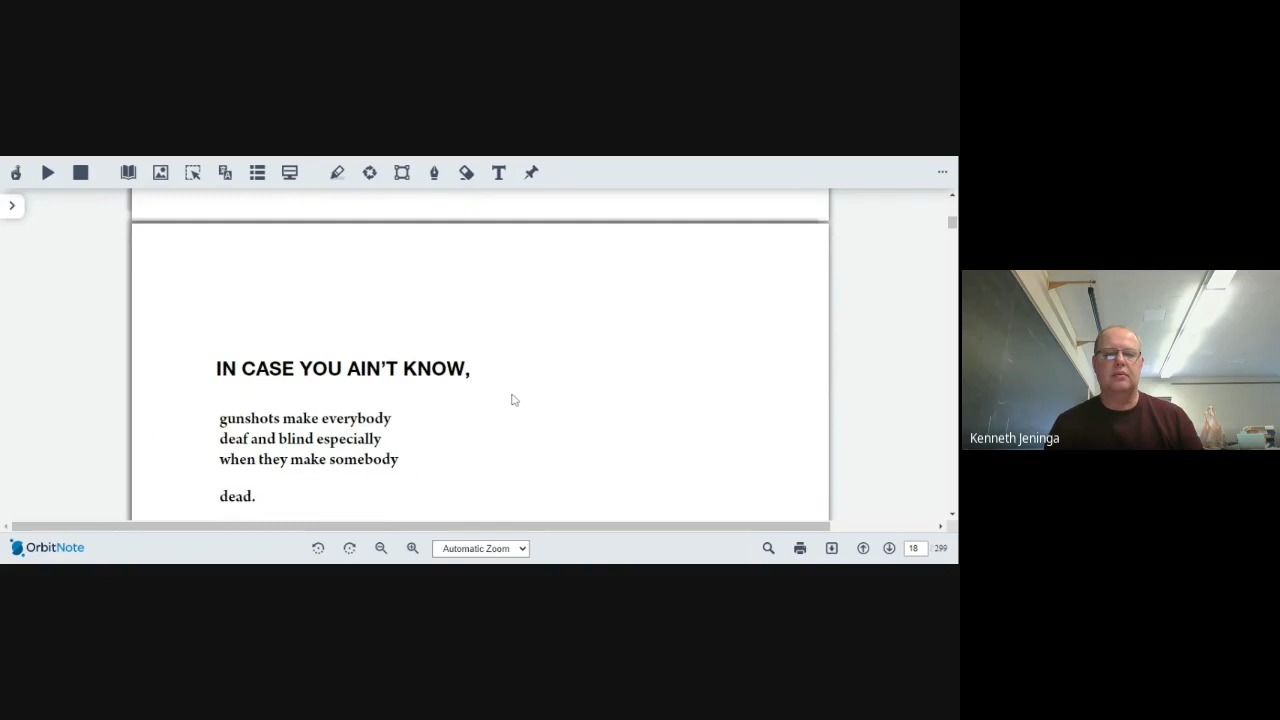 IN CASE YOU AIN'T KNOW,
gunshots make everybody
deaf and blind especially
when they make somebody
dead.
Kenneth Jeninga
OrbitNote
Automatic Zoom
18
299